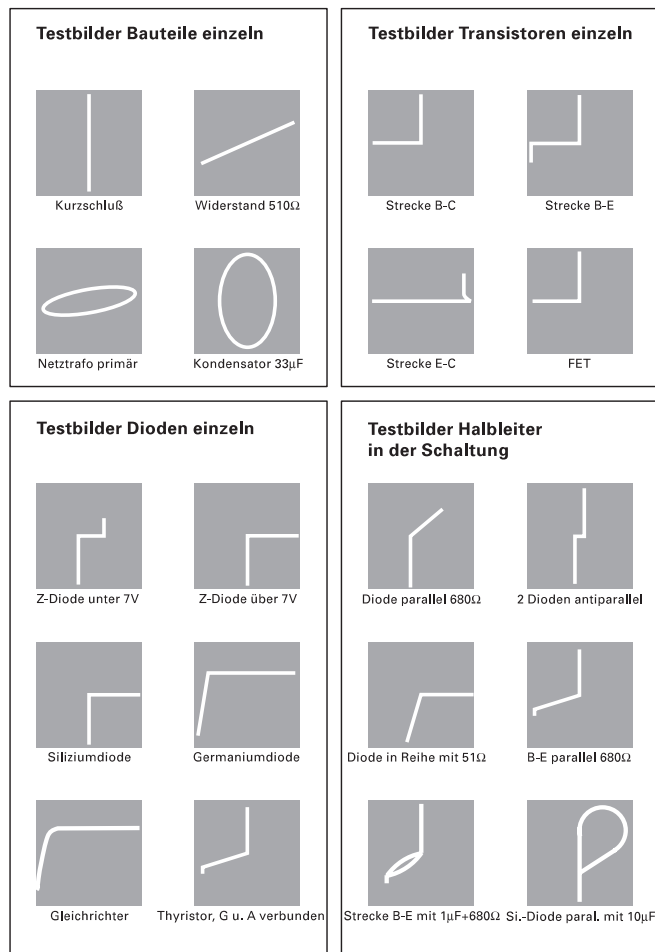 Testbilder Bauteile einzeln
Kurzschluß
Widerstand 510Ω
Netztrafo primär
Kondensator 33µF
Testbilder Transistoren einzeln
Strecke B-C
Strecke B-E
Strecke E-C
FET
Testbilder Dioden einzeln
Z-Diode unter 7V
Z-Diode über 7V
Siliziumdiode
Germaniumdiode
Gleichrichter
Thyristor, G u. A verbunden
Testbilder Halbleiter
in der Schaltung
Diode parallel 680Ω
2 Dioden antiparallel
Diode in Reihe mit 51Ω
B-E parallel 680Ω
Strecke B-E mit 1µF+680Ω
Si.-Diode paral. mit 10µF